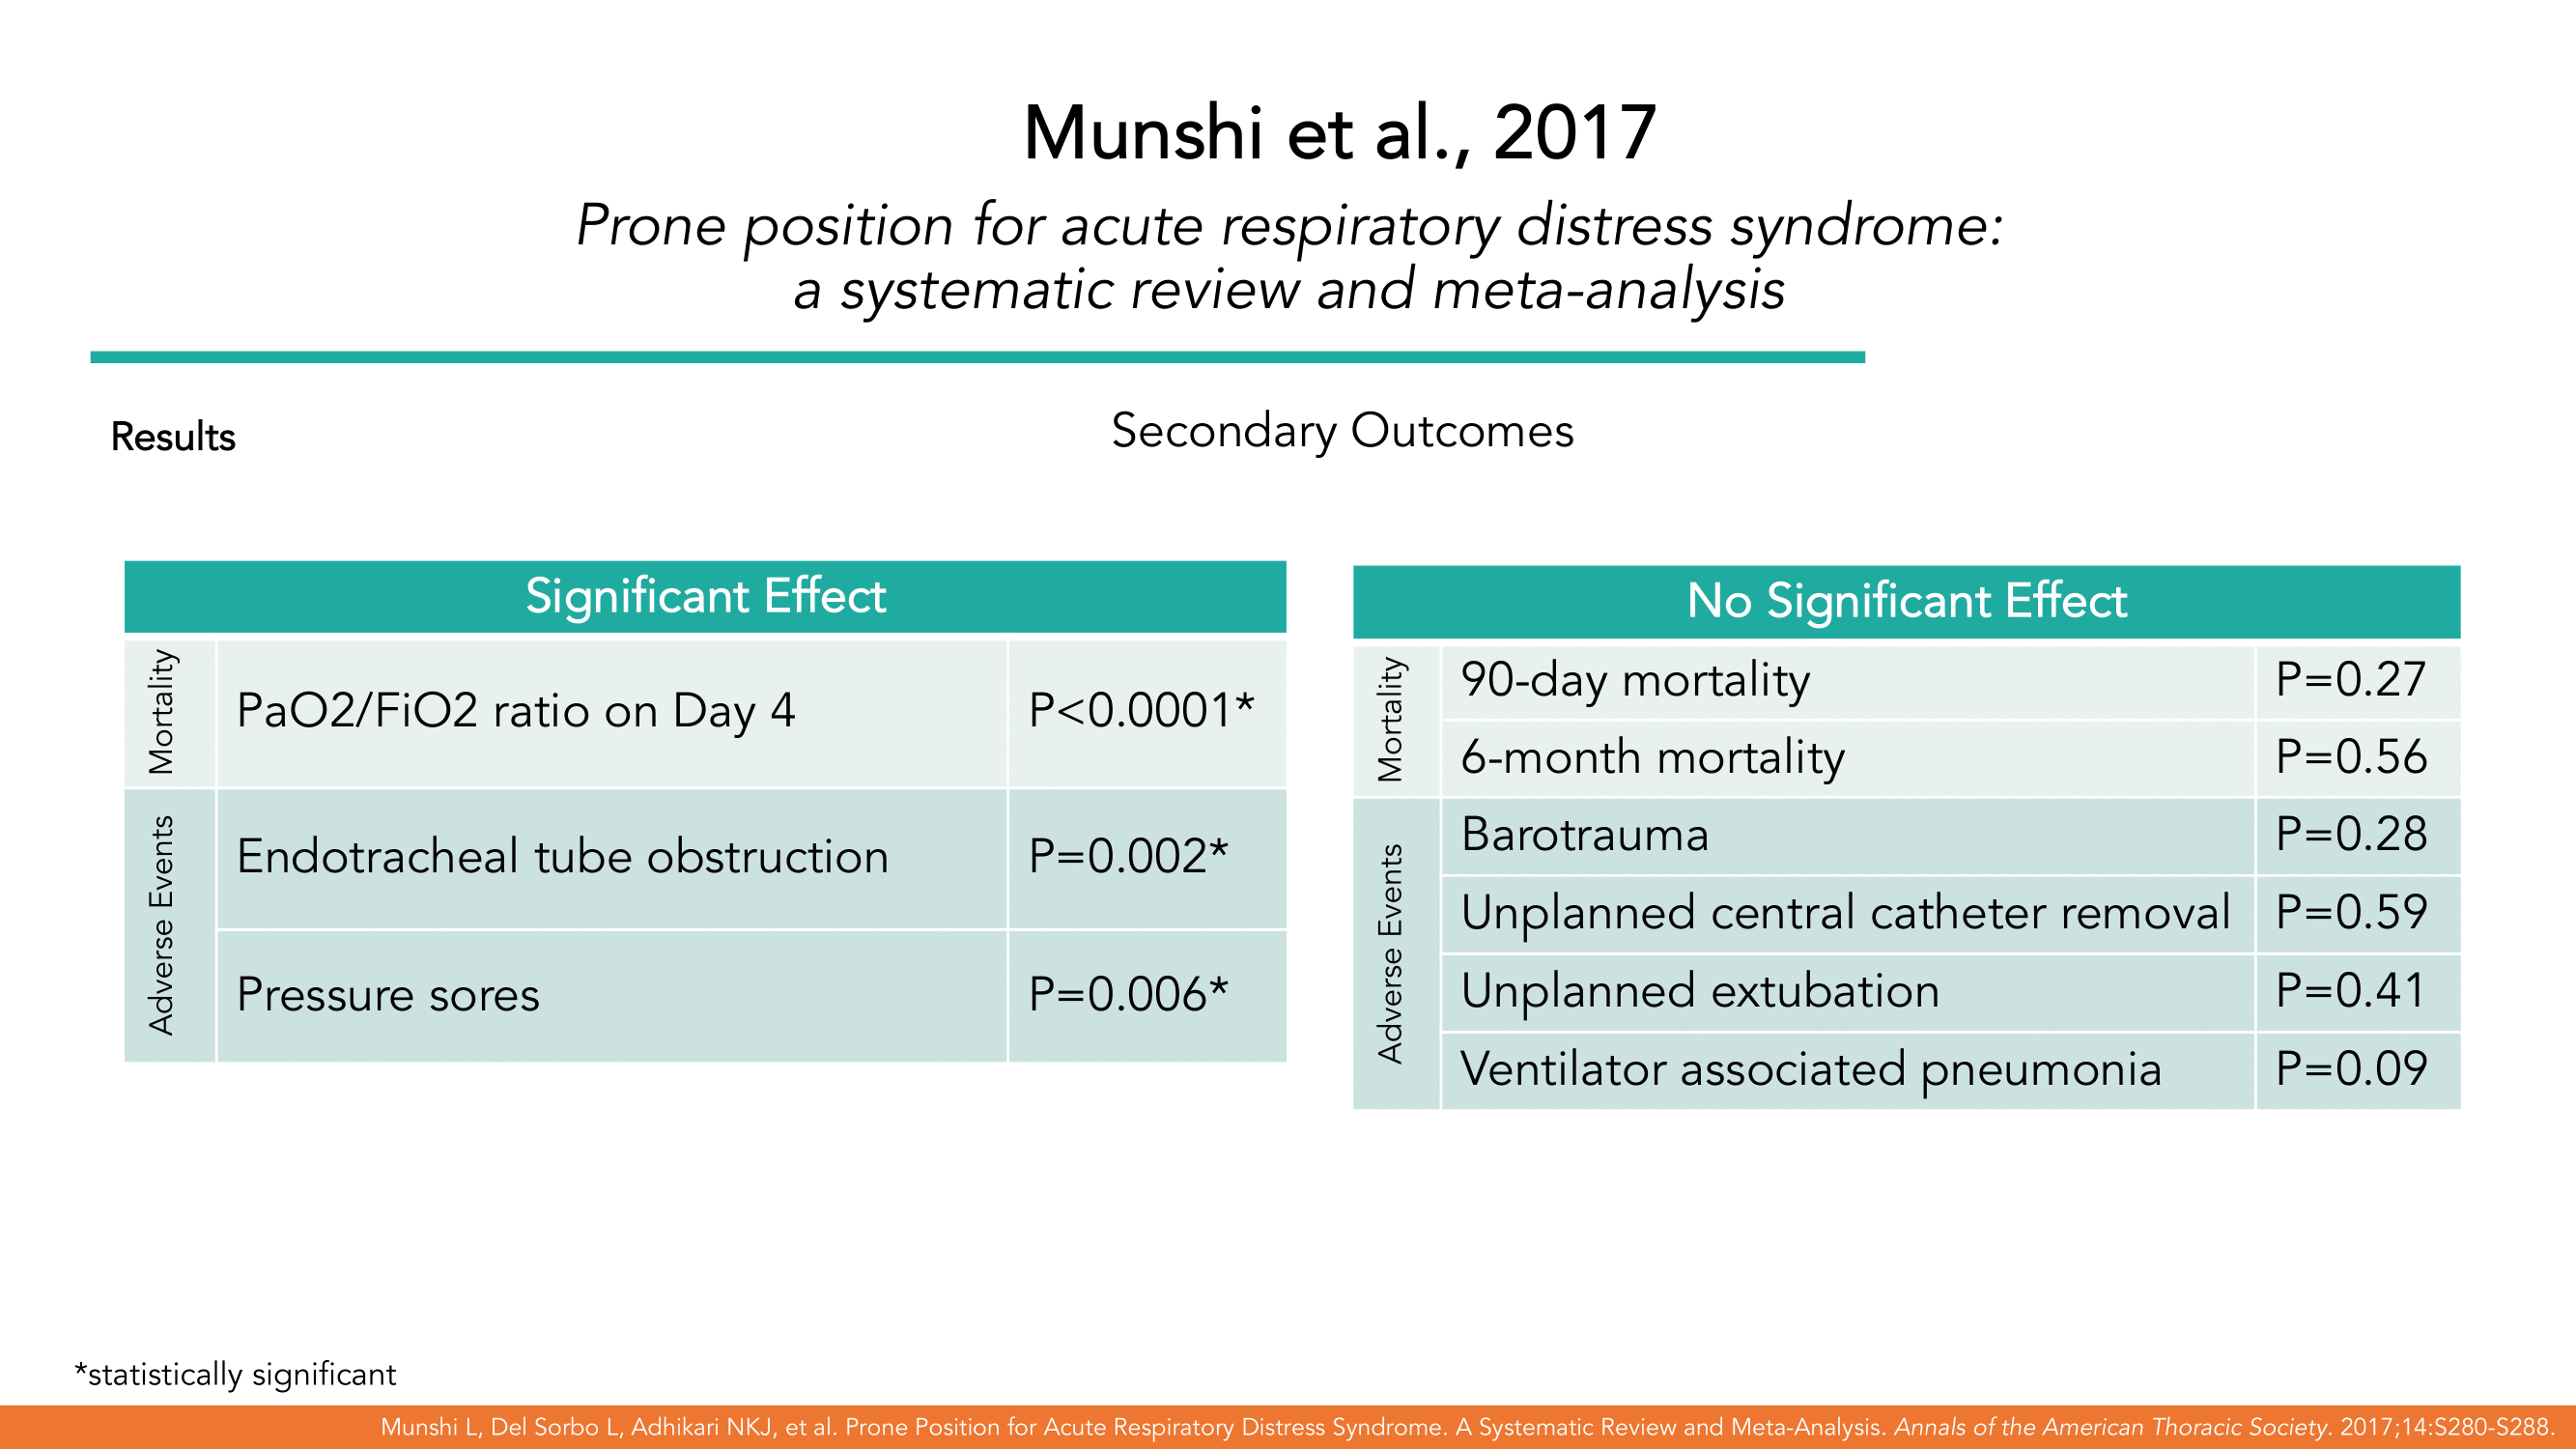 Munshi et al., 2017
Prone position for acute respiratory distress syndrome:
a systematic review and meta-analysis
Results
Secondary Outcomes
Significant Effect
Mortality
PaO2/FiO2 ratio on Day 4
P<0.0001*
Adverse Events
Endotracheal tube obstruction
P=0.002*
Pressure sores
P=0.006*
No Significant Effect
Mortality
90-day mortality
P=0.27
6-month mortality
P=0.56
Adverse Events
Barotrauma
P=0.28
Unplanned central catheter removal
P=0.59
Unplanned extubation
P=0.41
Ventilator associated pneumonia
P=0.09
*statistically significant
Munshi L, Del Sorbo L, Adhikari NKJ, et al. Prone Position for Acute Respiratory Distress Syndrome. A Systematic Review and Meta-Analysis. Annals of the American Thoracic Society. 2017;14:S280-S288.